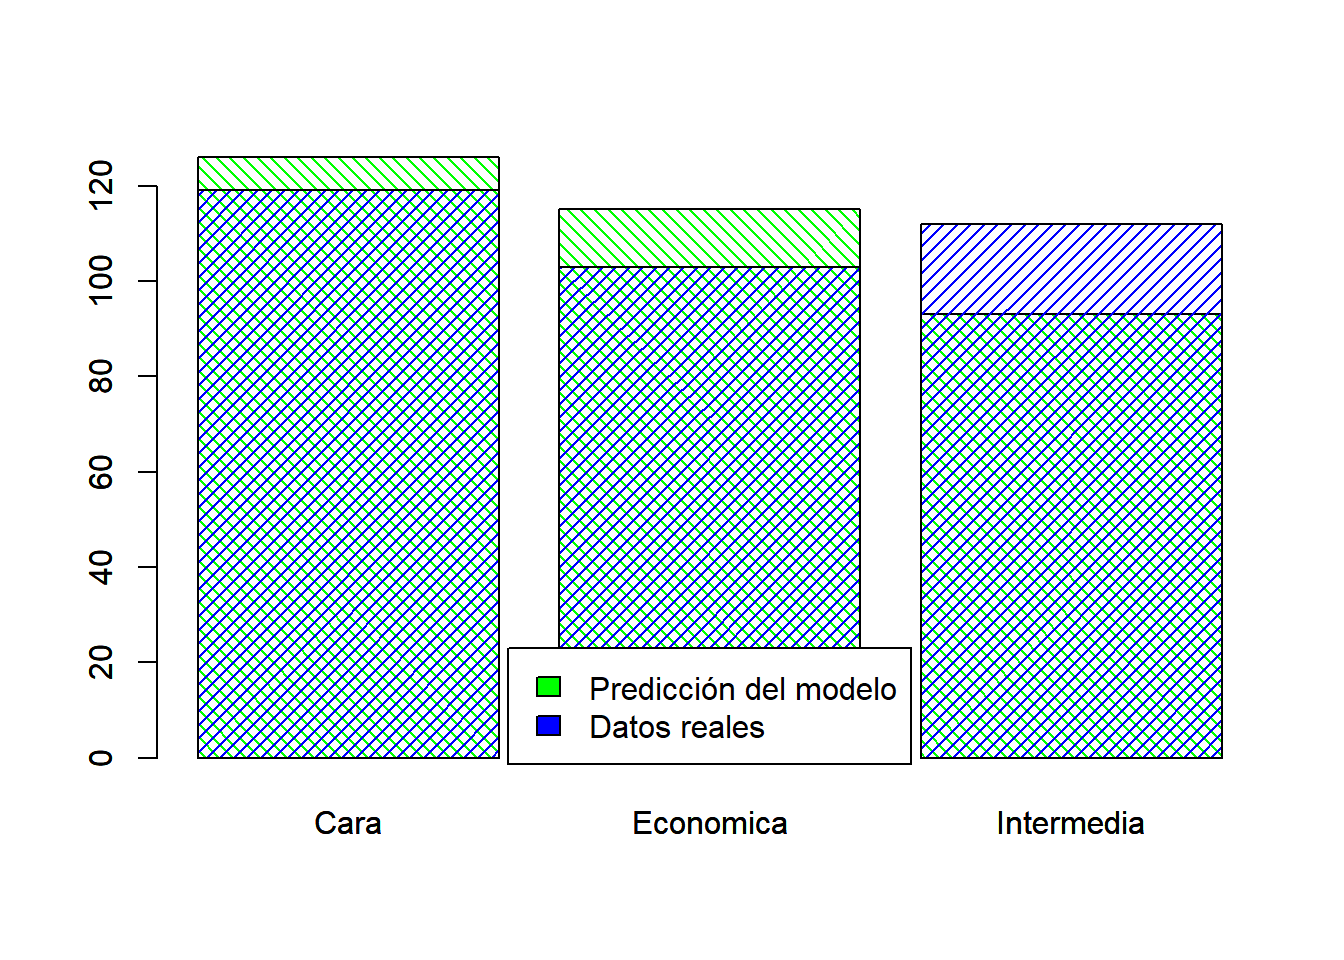 120
100
80
60
40
20
0
Predicción del modelo
Datos reales
Cara
Economica
Intermedia